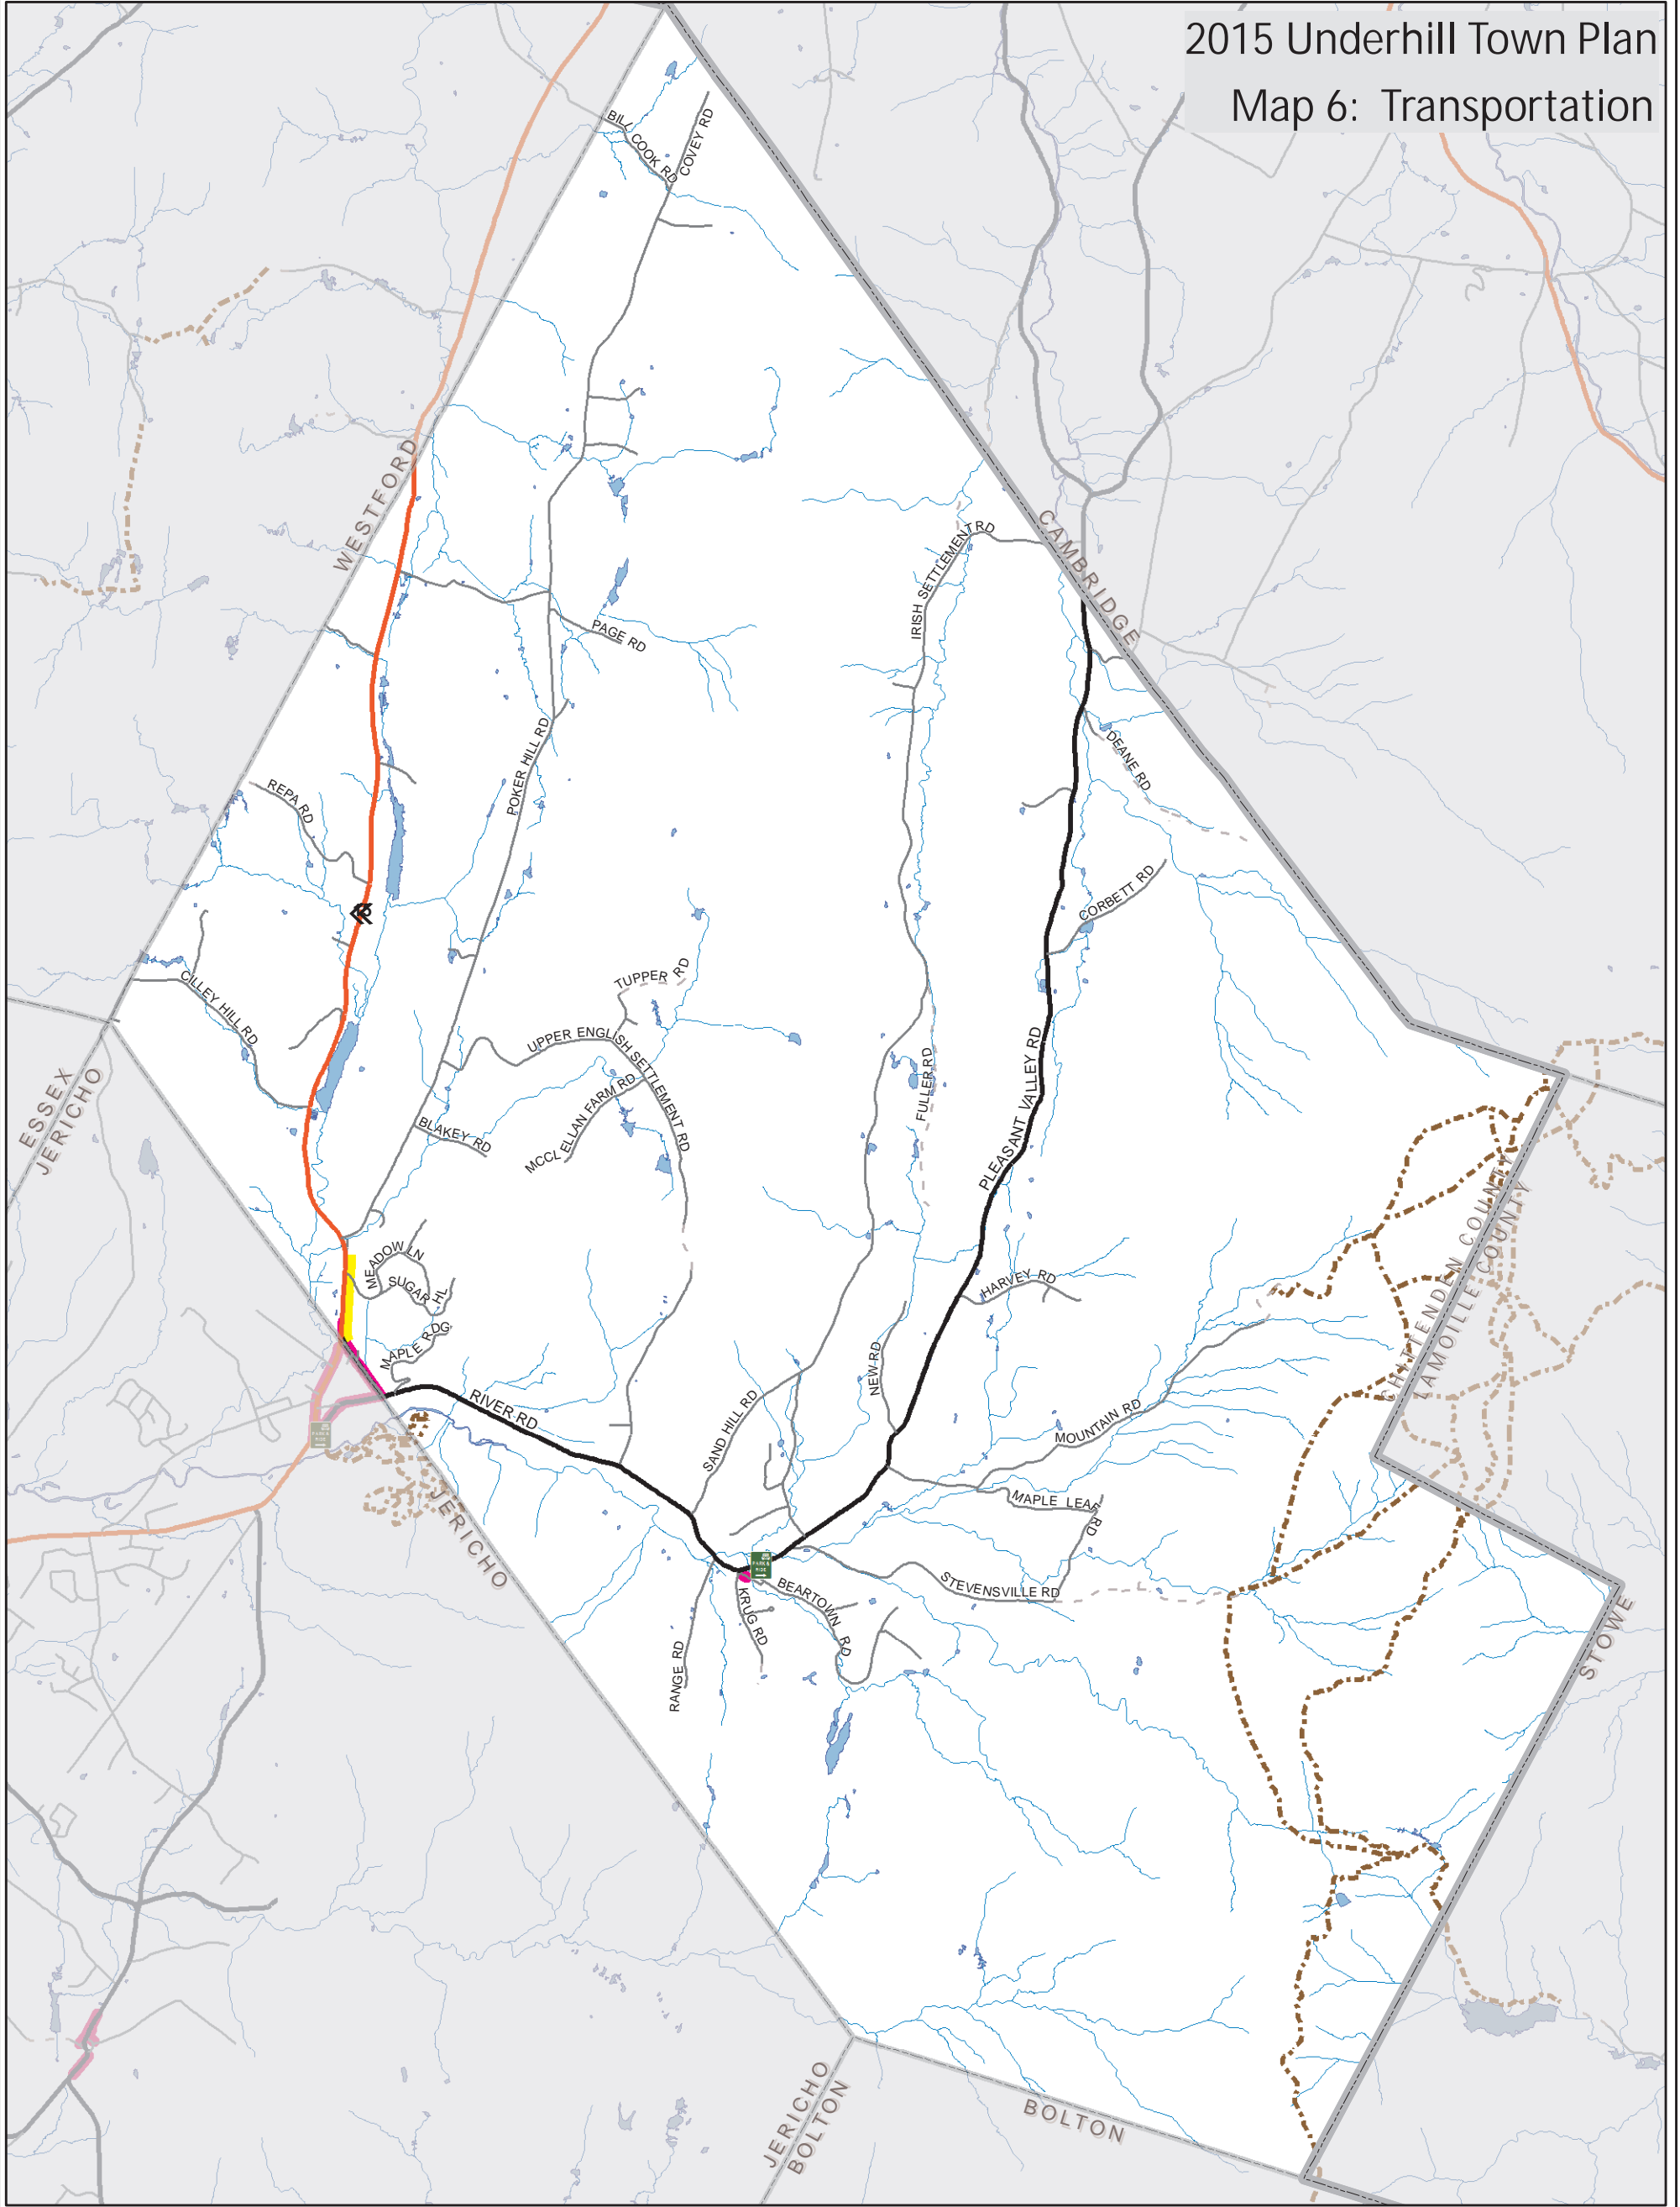 2015 Underhill Town Plan
Map 6: Transportation
BILL COOK RD
COVEY RD
WESTFORD
CAMBRIDGE
IRISH SETTLEMENT RD
PAGE RD
POKER HILL RD
DEANE RD
REPA RD
CORBETT RD
CILLEY HILL RD
TUPPER RD
UPPER ENGLISH SETTLEMENT RD
MCCLELLAN FARM RD
FULLER RD
PLEASANT VALLEY RD
ESSEX
JERICHO
BLAKEY RD
CHITTENDEN COUNTY
LAMOILLE COUNTY
MEADOW LN
SUGAR HL
MAPLE RDG
HARVEY RD
NEW RD
RIVER RD
SAND HILL RD
MOUNTAIN RD
MAPLE LEAF RD
JERICHO
PARK & RIDE
PARK & RIDE
STEVENSVILLE RD
BEARTOWN RD
KRUG RD
RANGE RD
STOWE
JERICHO
BOLTON
BOLTON